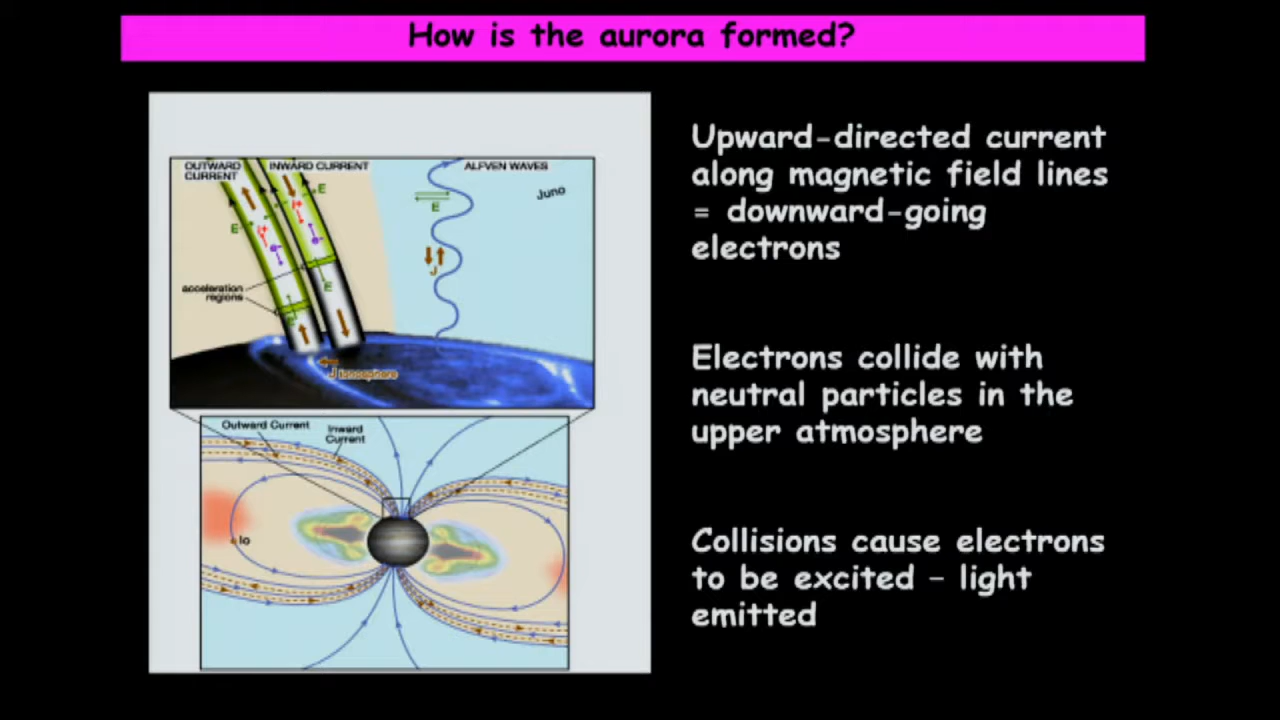 How is the aurora formed?
OUTWARD CURRENT
INWARD CURRENT
ALFVEN WAVES
Juno
E
E
E
J
acceleration
regions
E
E
J ionosphere
Outward Current
Inward
Current
Io
Upward-directed current
along magnetic field lines
= downward-going
electrons
Electrons collide with
neutral particles in the
upper atmosphere
Collisions cause electrons
to be excited – light
emitted